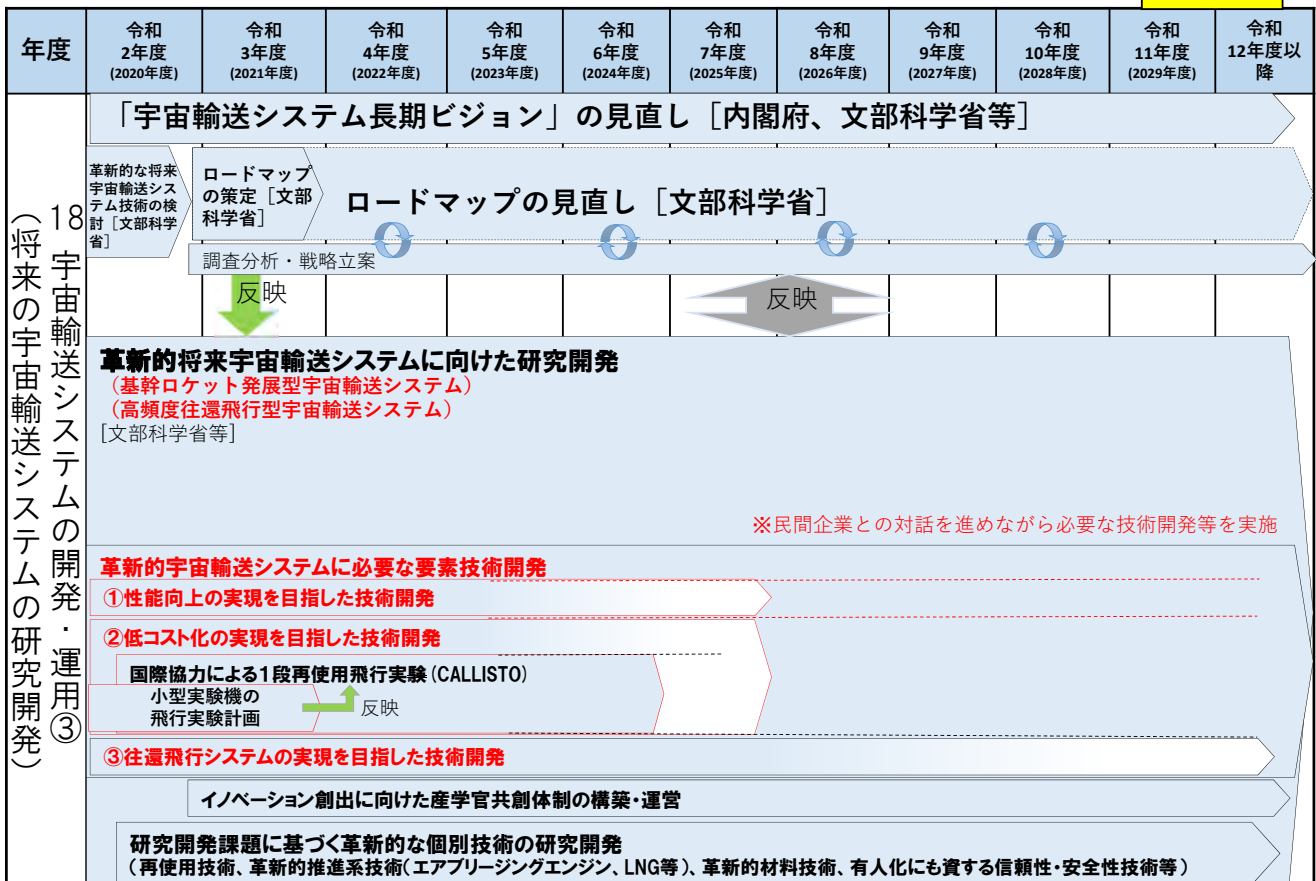 年度
令和
2年度
(2020年度)
令和
3年度
(2021年度)
令和
4年度
(2022年度)
令和
5年度
(2023年度)
令和
6年度
(2024年度)
令和
7年度
(2025年度)
令和
8年度
(2026年度)
令和
9年度
(2027年度)
令和
10年度
(2028年度)
令和
11年度
(2029年度)
令和
12年度以
降
18 宇宙輸送システムの開発・運用③
（将来の宇宙輸送システムの研究開発）
「宇宙輸送システム長期ビジョン」の見直し［内閣府、文部科学省等］
革新的な将来
宇宙輸送シス
テム技術の検
討［文部科学
省］
ロードマップ
の策定［文部
科学省］
ロードマップの見直し［文部科学省］
調査分析・戦略立案
反映
反映
革新的将来宇宙輸送システムに向けた研究開発
（基幹ロケット発展型宇宙輸送システム）
（高頻度往還飛行型宇宙輸送システム）
［文部科学省等］
※民間企業との対話を進めながら必要な技術開発等を実施
革新的宇宙輸送システムに必要な要素技術開発
①性能向上の実現を目指した技術開発
②低コスト化の実現を目指した技術開発
国際協力による1段再使用飛行実験(CALLISTO)
小型実験機の
飛行実験計画
反映
③往還飛行システムの実現を目指した技術開発
イノベーション創出に向けた産学官共創体制の構築・運営
研究開発課題に基づく革新的な個別技術の研究開発
（再使用技術、革新的推進系技術（エアブリージングエンジン、LNG等）、革新的材料技術、有人化にも資する信頼性・安全性技術等）